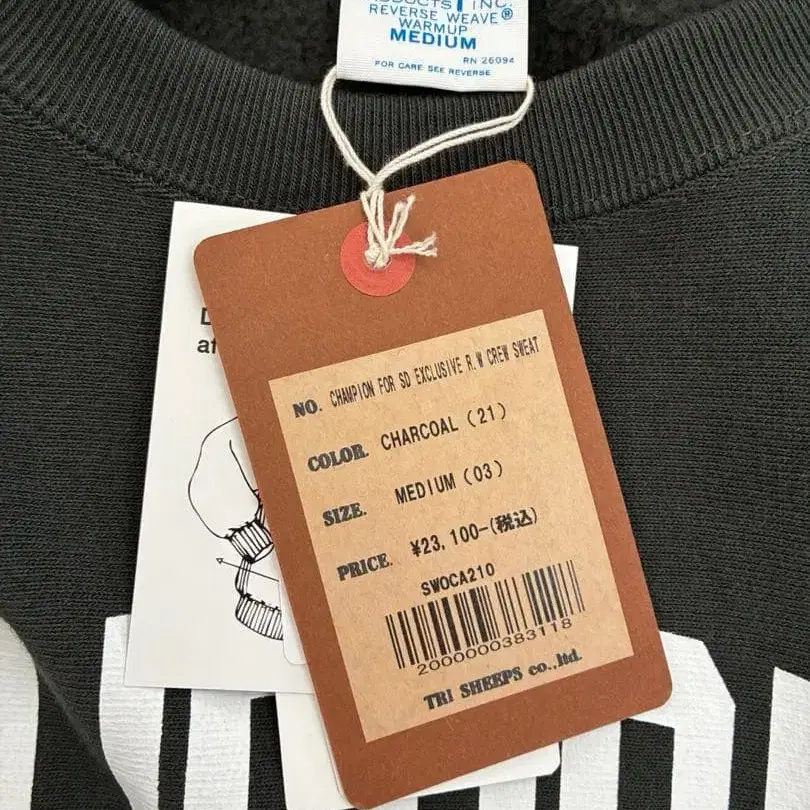 INC.
REVERSE WEAVE®
WARMUP
MEDIUM
RN 26094
FOR CARE SEE REVERSE
NO. CHAMPION FOR SD EXCLUSIVE R.W CREW SWEAT
COLOR. CHARCOAL (21)
SIZE. MEDIUM (03)
PRICE. ¥23,100-(税込)
SWOCA210
2000000383118
TRI SHEEPS co.,ltd.